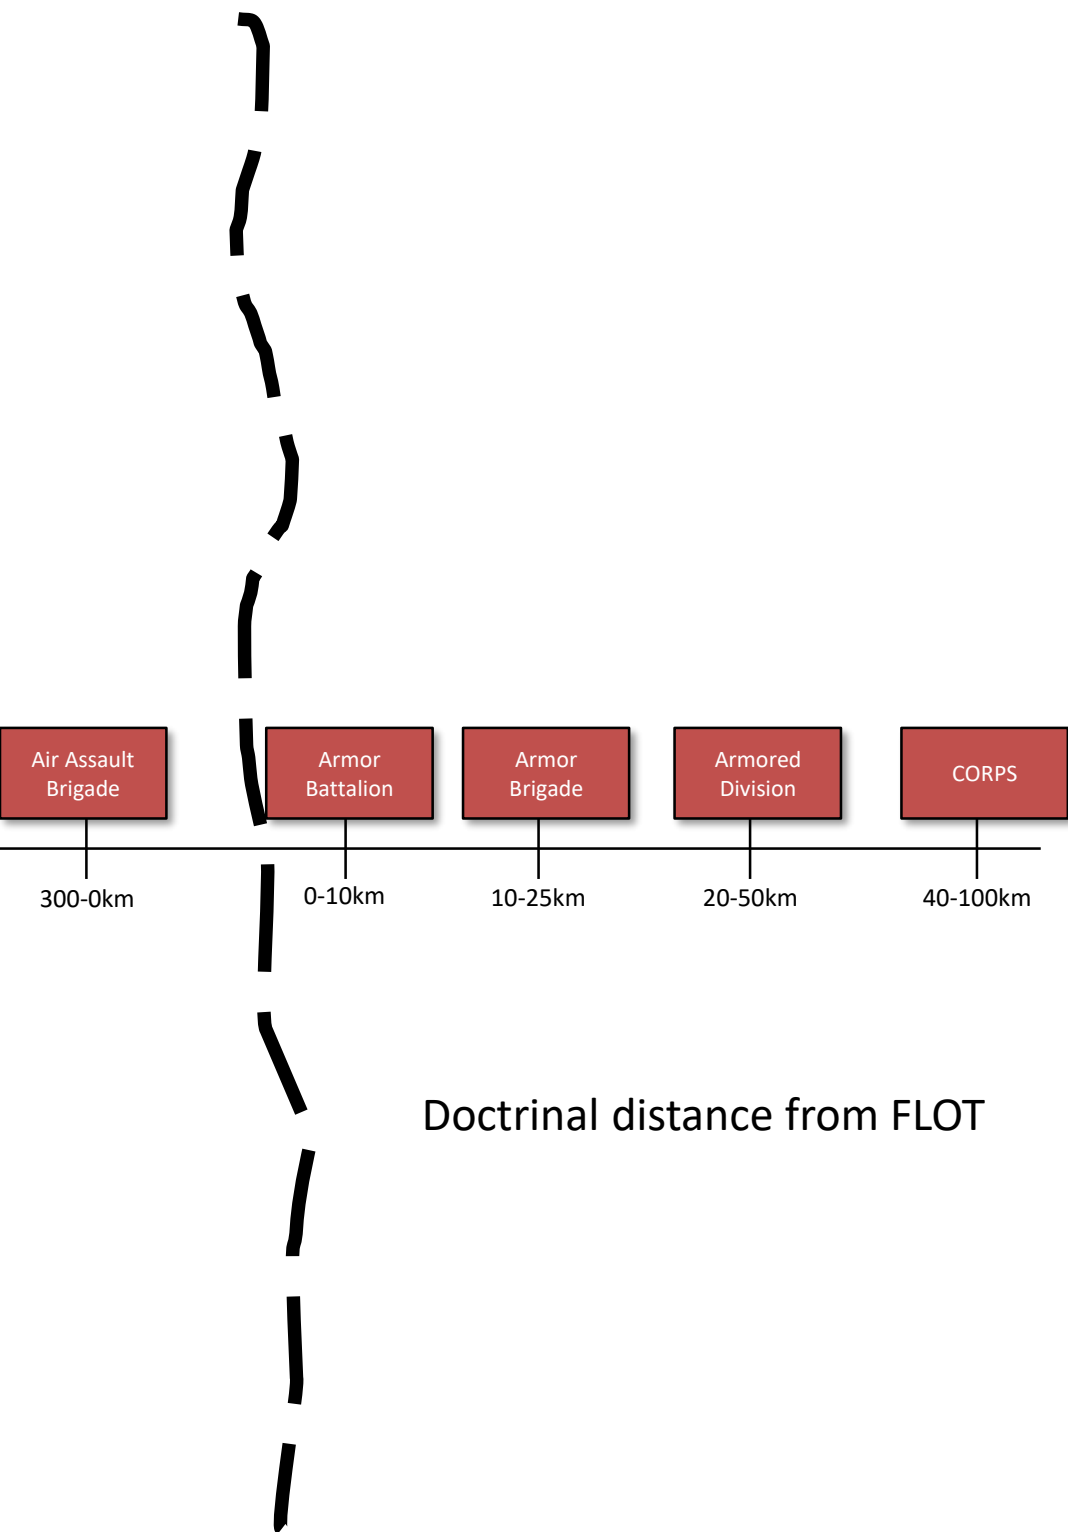 Air Assault
Brigade
Armor
Battalion
Armor
Brigade
Armored
Division
CORPS
300-0km
0-10km
10-25km
20-50km
40-100km
Doctrinal distance from FLOT